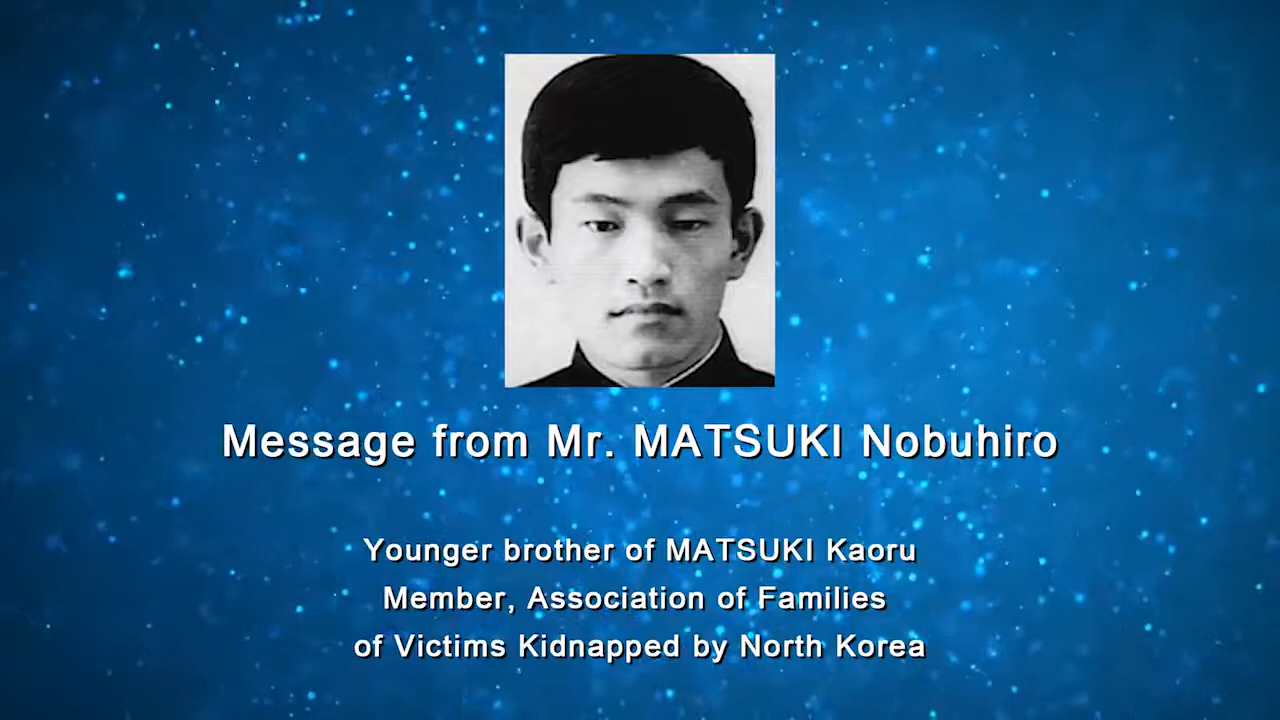 Message from Mr. MATSUKI Nobuhiro
Younger brother of MATSUKI Kaoru
Member, Association of Families
of Victims Kidnapped by North Korea